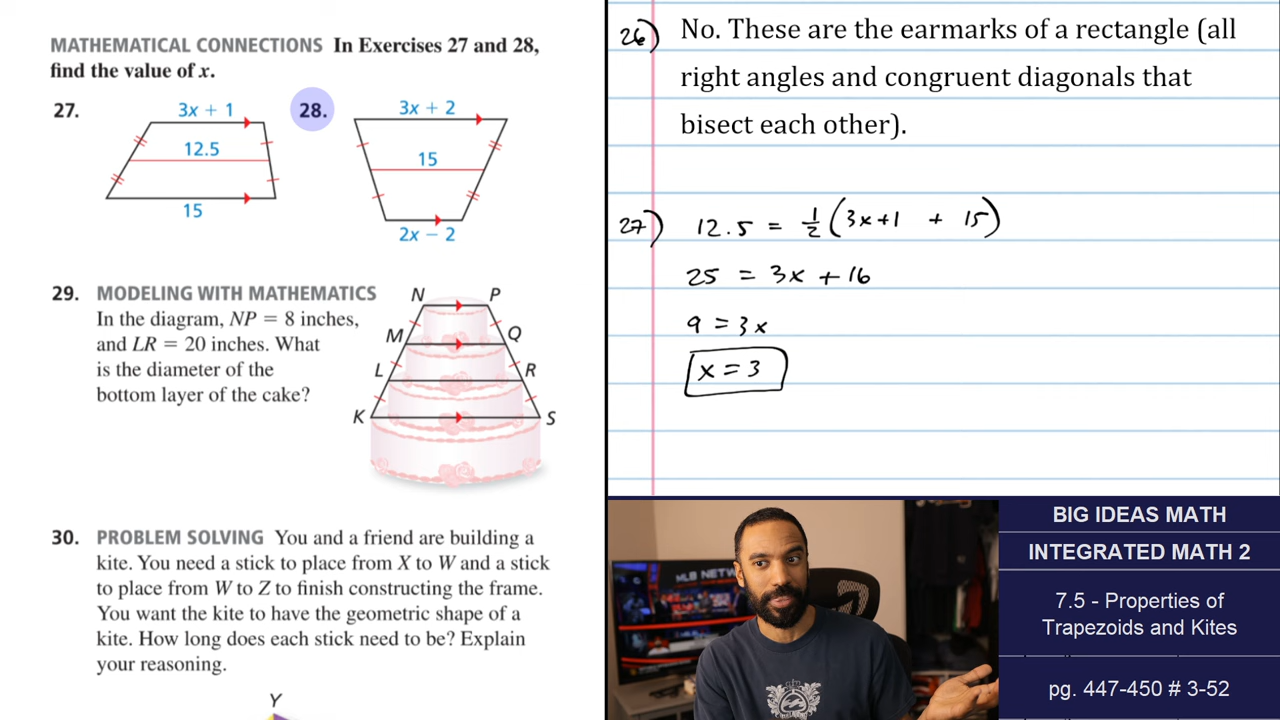 MATHEMATICAL CONNECTIONS In Exercises 27 and 28,
find the value of x.
27.
3x + 1
12.5
15
28.
3x + 2
15
2x − 2
29. MODELING WITH MATHEMATICS
In the diagram, NP = 8 inches,
and LR = 20 inches. What
is the diameter of the
bottom layer of the cake?
N
P
M
Q
L
R
K
S
30. PROBLEM SOLVING You and a friend are building a
kite. You need a stick to place from X to W and a stick
to place from W to Z to finish constructing the frame.
You want the kite to have the geometric shape of a
kite. How long does each stick need to be? Explain
your reasoning.
Y
26) No. These are the earmarks of a rectangle (all
right angles and congruent diagonals that
bisect each other).
27) 12.5 = 1/2 (3x+1 + 15)
25 = 3x + 16
9 = 3x
x = 3
MLB NETW
BIG IDEAS MATH
INTEGRATED MATH 2
7.5 - Properties of
Trapezoids and Kites
pg. 447-450 # 3-52